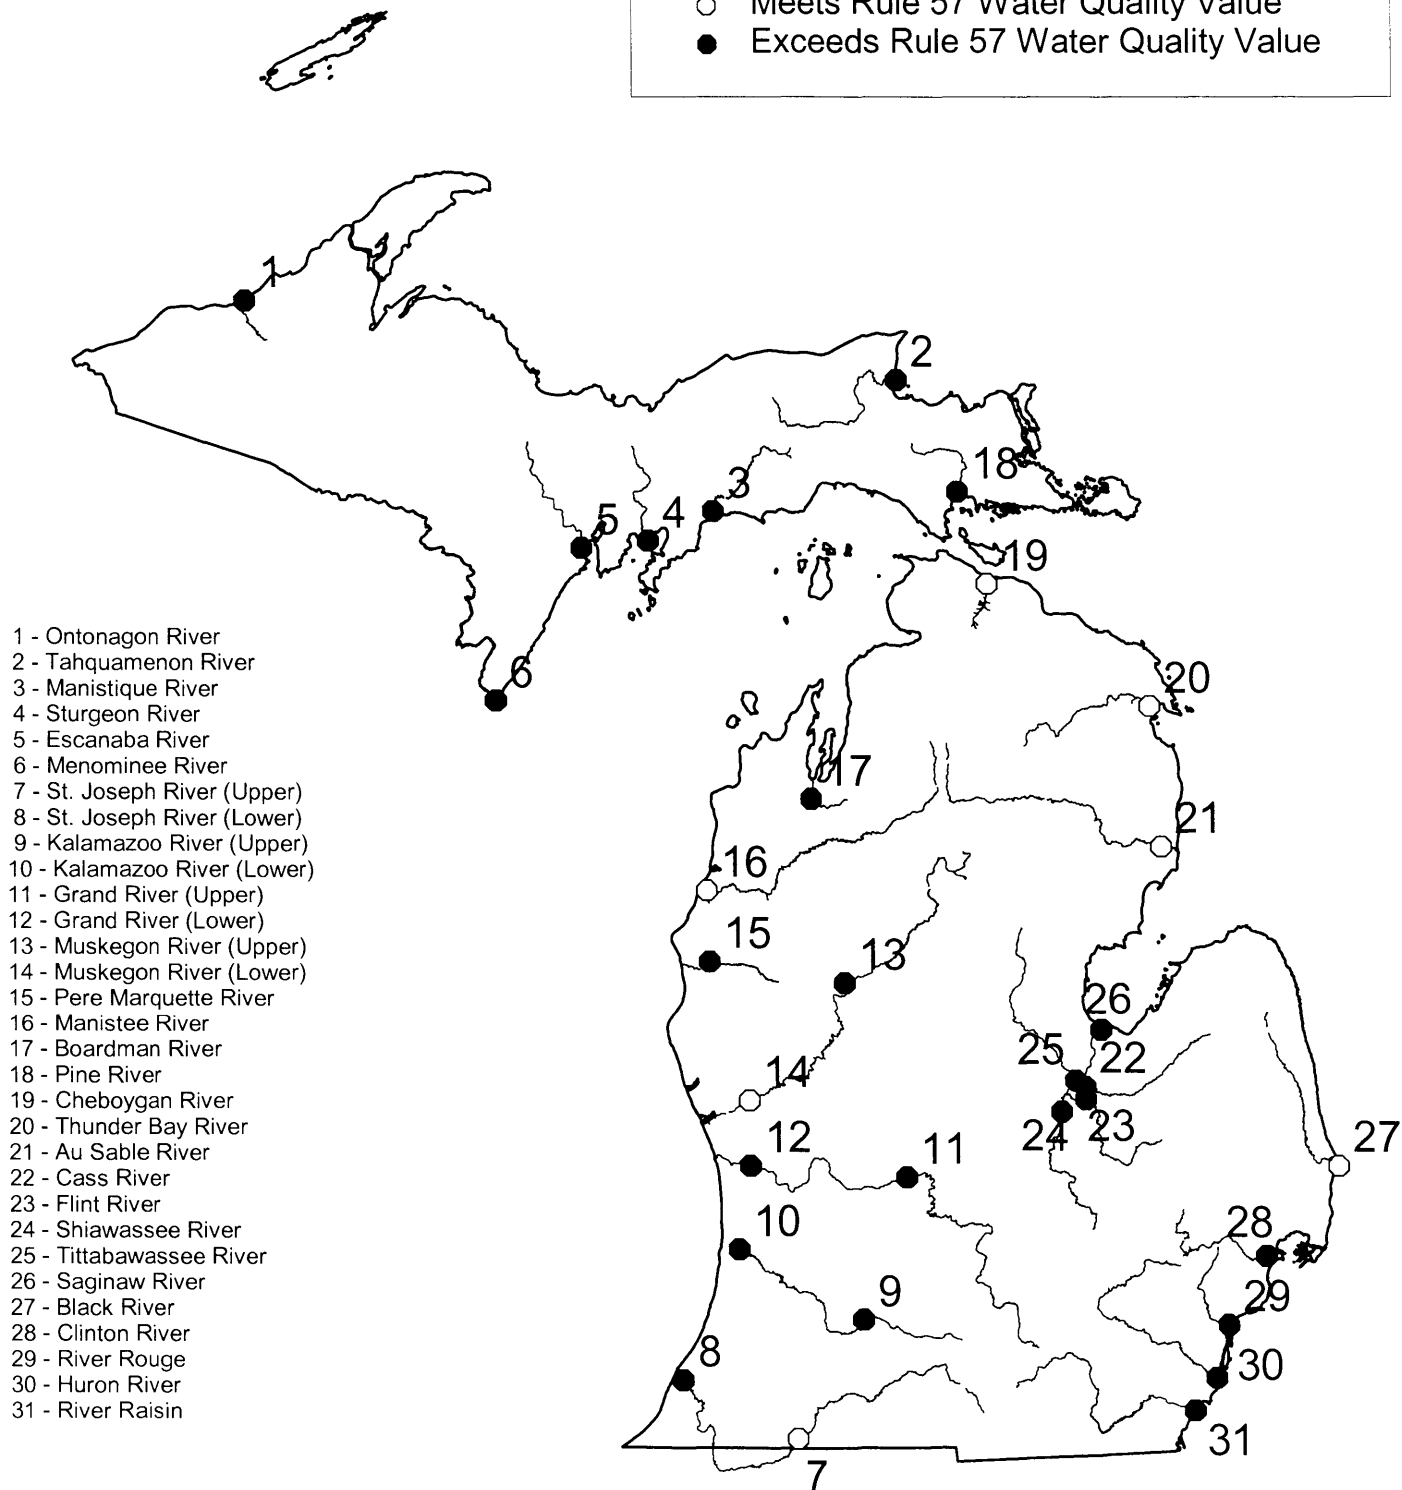 Meets Rule 57 Water Quality Value
Exceeds Rule 57 Water Quality Value
1
2
3
18
4
5
19
6
20
17
21
16
15
13
26
25
22
14
24
23
12
11
27
10
28
9
29
8
30
31
7
1 - Ontonagon River
2 - Tahquamenon River
3 - Manistique River
4 - Sturgeon River
5 - Escanaba River
6 - Menominee River
7 - St. Joseph River (Upper)
8 - St. Joseph River (Lower)
9 - Kalamazoo River (Upper)
10 - Kalamazoo River (Lower)
11 - Grand River (Upper)
12 - Grand River (Lower)
13 - Muskegon River (Upper)
14 - Muskegon River (Lower)
15 - Pere Marquette River
16 - Manistee River
17 - Boardman River
18 - Pine River
19 - Cheboygan River
20 - Thunder Bay River
21 - Au Sable River
22 - Cass River
23 - Flint River
24 - Shiawassee River
25 - Tittabawassee River
26 - Saginaw River
27 - Black River
28 - Clinton River
29 - River Rouge
30 - Huron River
31 - River Raisin